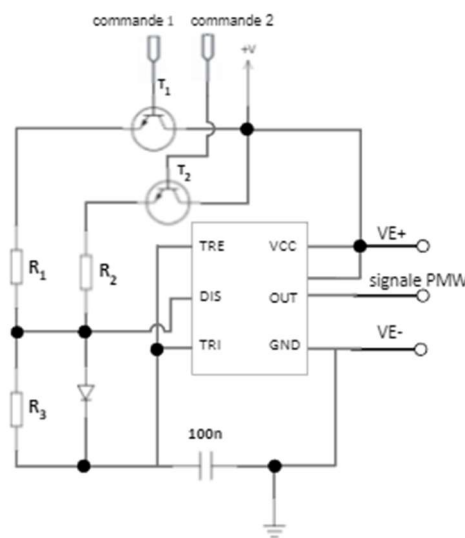 commande 1
commande 2
+V
T1
T2
TRE
VCC
VE+
R1
R2
DIS
OUT
signale PMW
TRI
GND
VE-
R3
100n